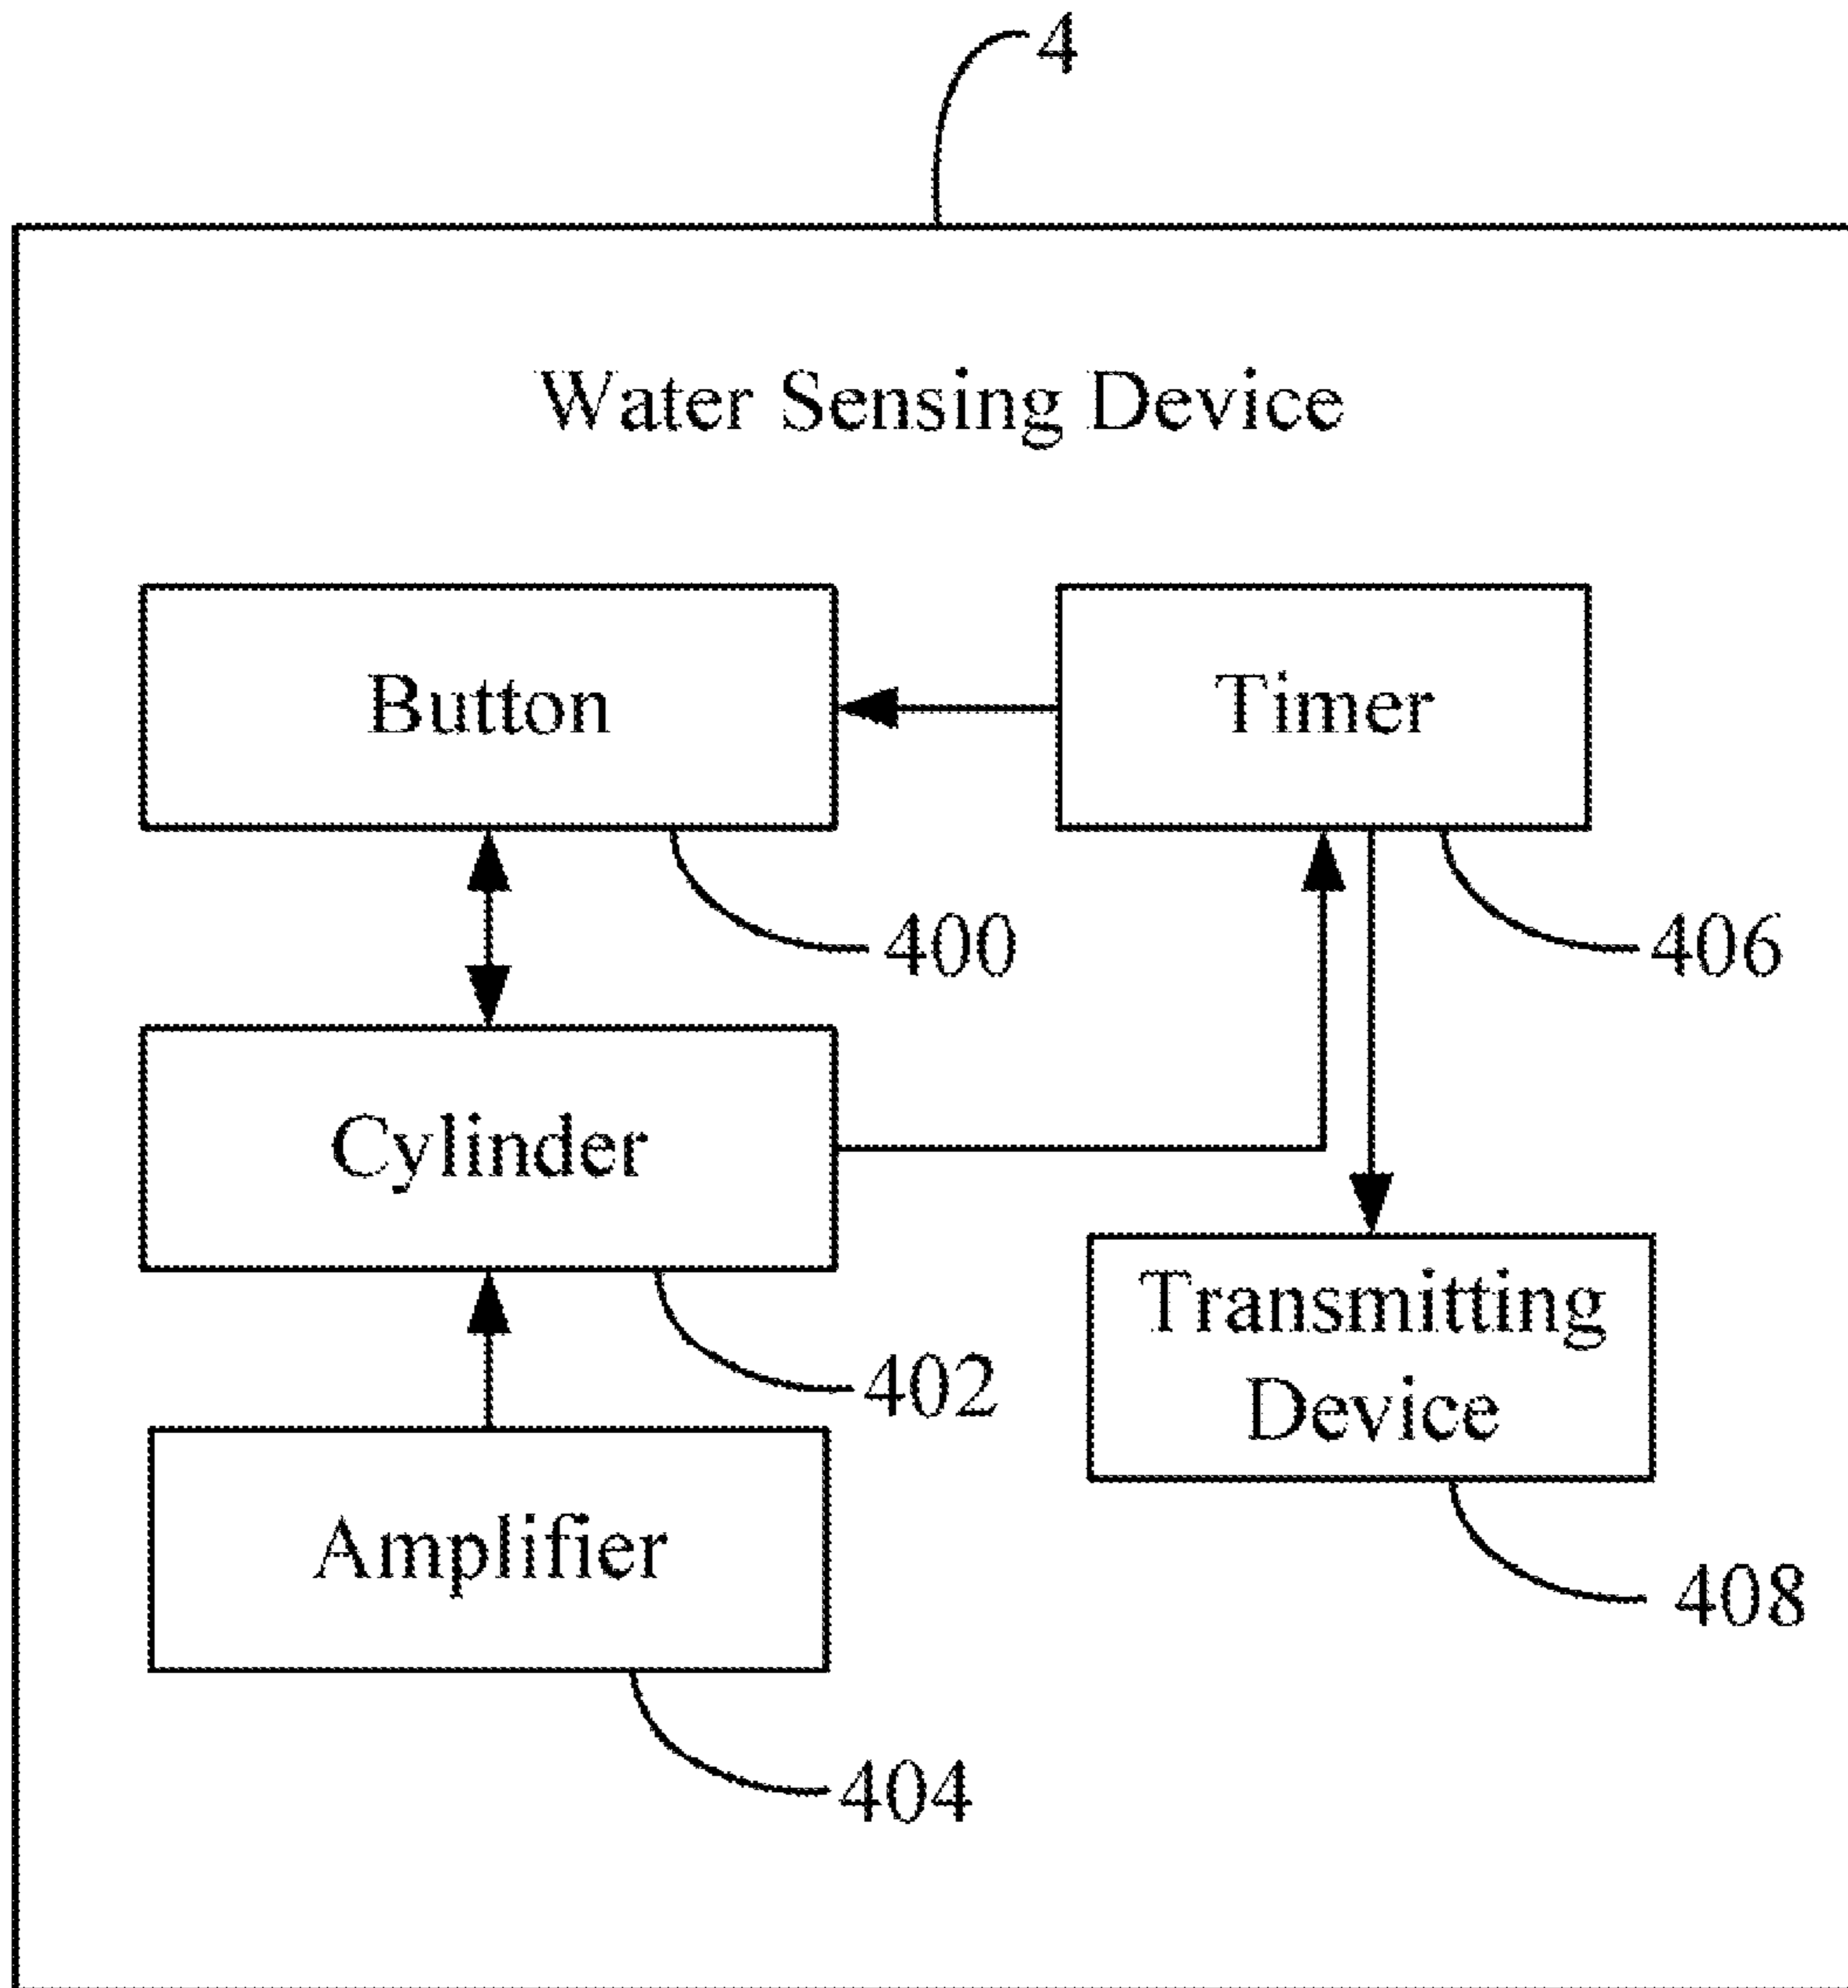 4
Water Sensing Device
Button
Timer
400
406
Cylinder
Transmitting
Device
402
Amplifier
408
404